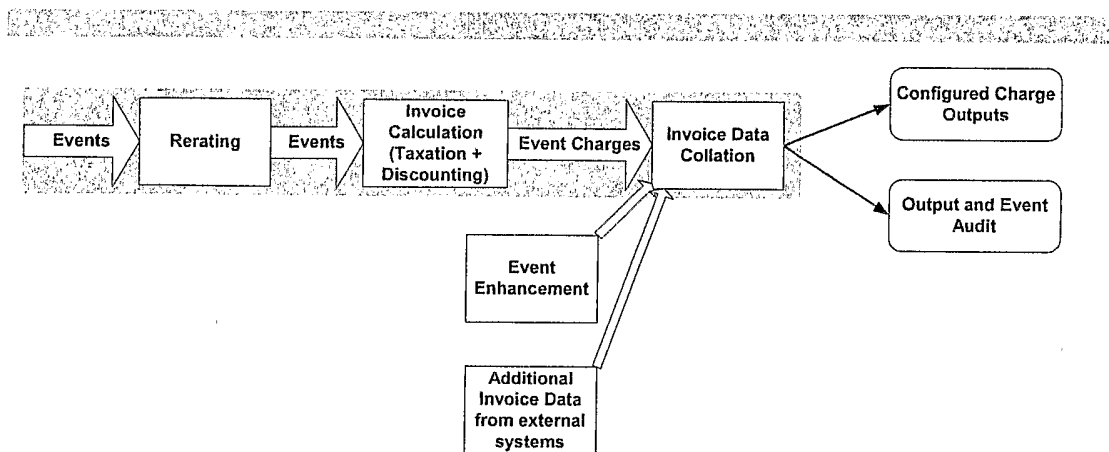 Events
Rerating
Events
Invoice
Calculation
(Taxation +
Discounting)
Event Charges
Invoice Data
Collation
Configured Charge
Outputs
Output and Event
Audit
Event
Enhancement
Additional
Invoice Data
from external
systems